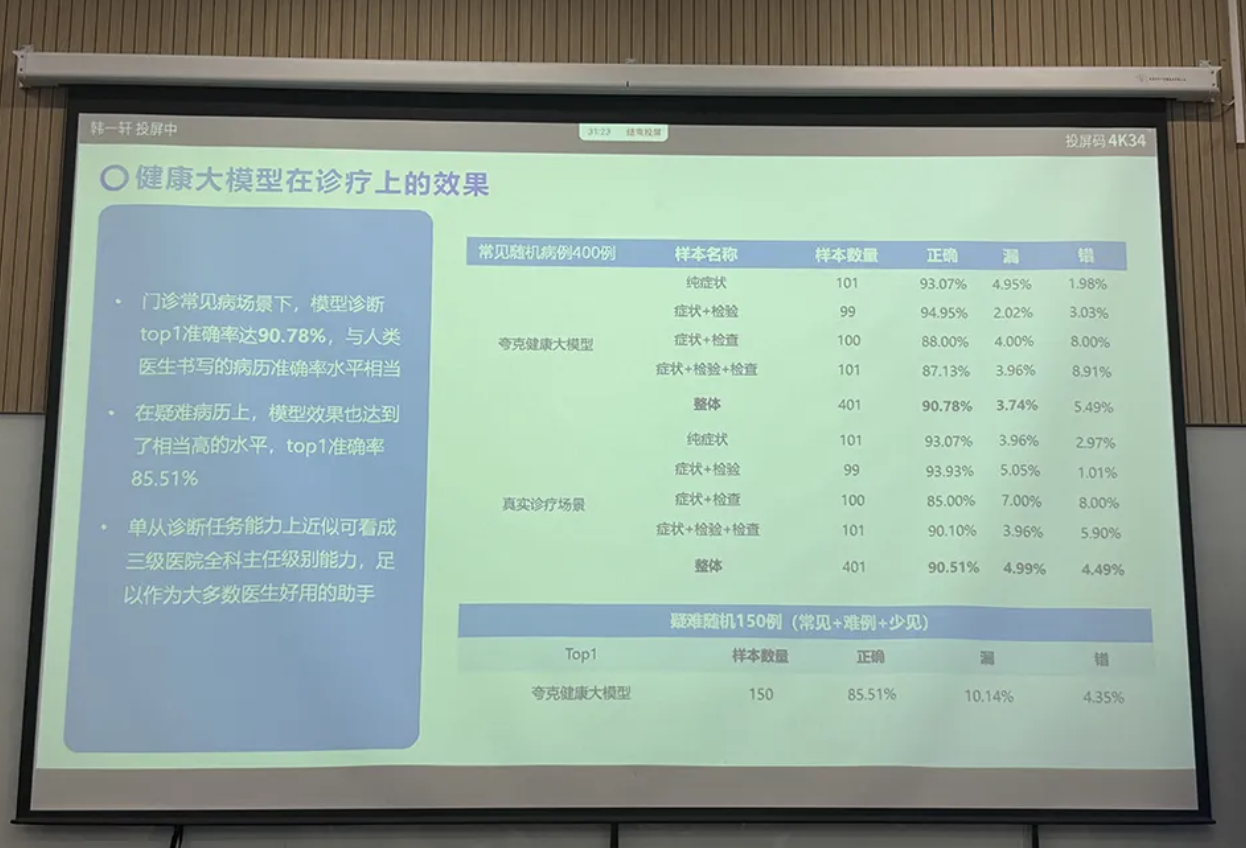 韩一轩 投屏中
31:23 结束投屏
投屏码 4K34
健康大模型在诊疗上的效果
• 门诊常见病场景下，模型诊断
top1准确率达90.78%，与人类
医生书写的病历准确率水平相当
• 在疑难病历上，模型效果也达到
了相当高的水平，top1准确率
85.51%
• 单从诊断任务能力上近似可看成
三级医院全科主任级别能力，足
以作为大多数医生好用的助手
常见随机病例400例 样本名称 样本数量 正确 漏 错
纯症状 101 93.07% 4.95% 1.98%
症状+检验 99 94.95% 2.02% 3.03%
夸克健康大模型 症状+检查 100 88.00% 4.00% 8.00%
症状+检验+检查 101 87.13% 3.96% 8.91%
整体 401 90.78% 3.74% 5.49%
纯症状 101 93.07% 3.96% 2.97%
症状+检验 99 93.93% 5.05% 1.01%
真实诊疗场景 症状+检查 100 85.00% 7.00% 8.00%
症状+检验+检查 101 90.10% 3.96% 5.90%
整体 401 90.51% 4.99% 4.49%
疑难随机150例（常见+难例+少见）
Top1 样本数量 正确 漏 错
夸克健康大模型 150 85.51% 10.14% 4.35%